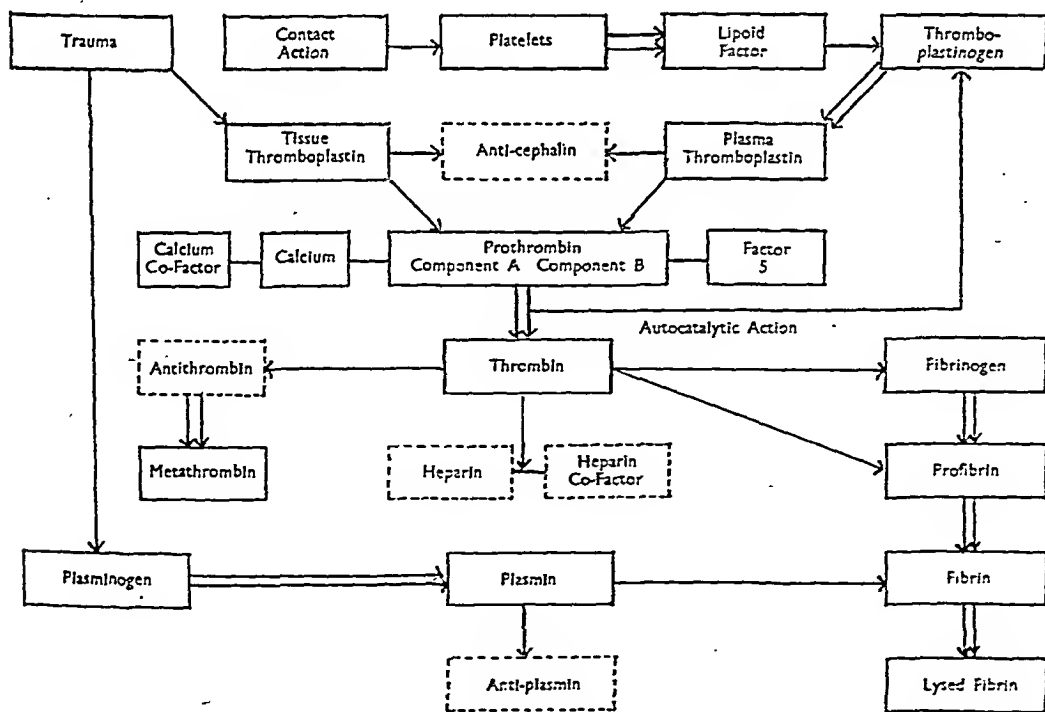 Trauma
Contact
Action
Platelets
Lipoid
Factor
Thrombo-
plastinogen
Tissue
Thromboplastin
Anti-cephalin
Plasma
Thromboplastin
Calcium
Co-Factor
Calcium
Prothrombin
Component A Component B
Factor
5
Autocatalytic Action
Antithrombin
Thrombin
Fibrinogen
Metathrombin
Heparin
Heparin
Co-Factor
Profibrin
Plasminogen
Plasmin
Fibrin
Anti-plasmin
Lysed Fibrin